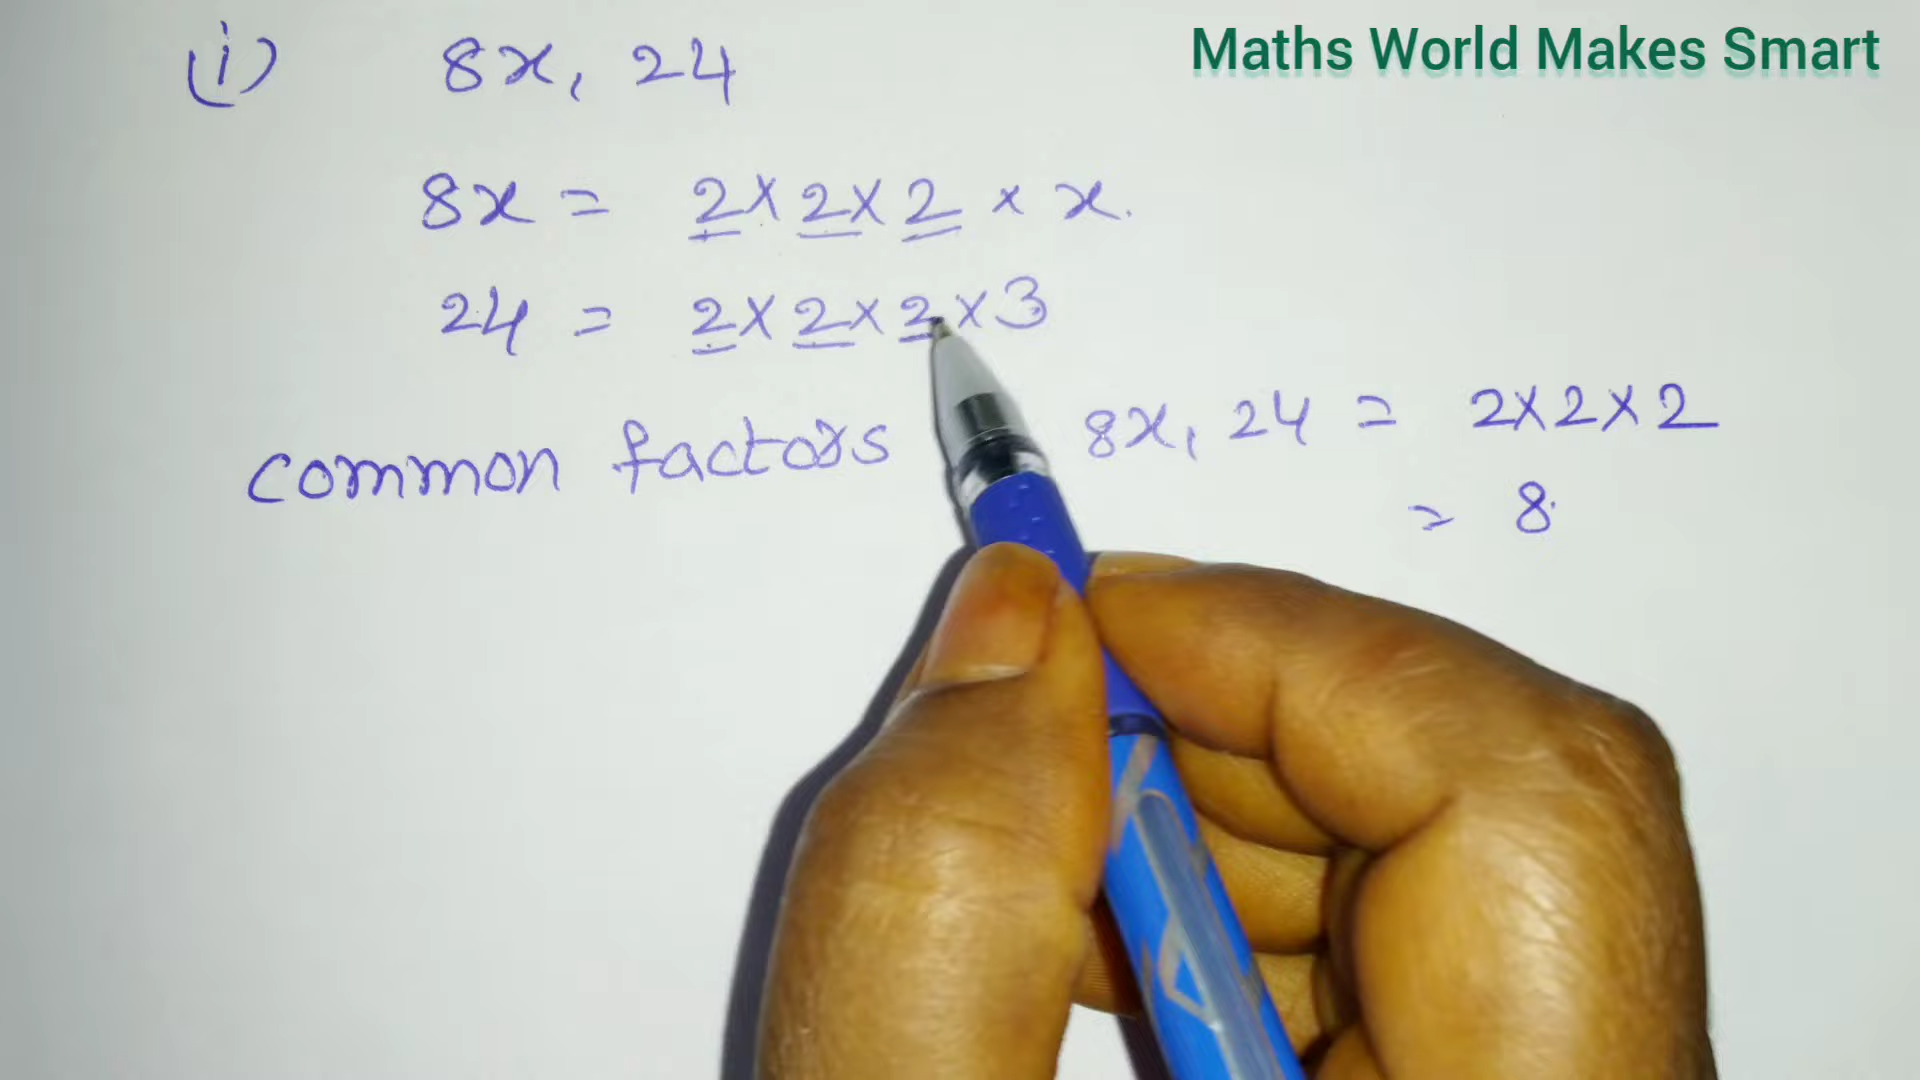 Maths World Makes Smart
(i) 8x, 24
8x = 2 × 2 × 2 × x.
24 = 2 × 2 × 2 × 3
common factors 8x, 24 = 2 × 2 × 2
= 8